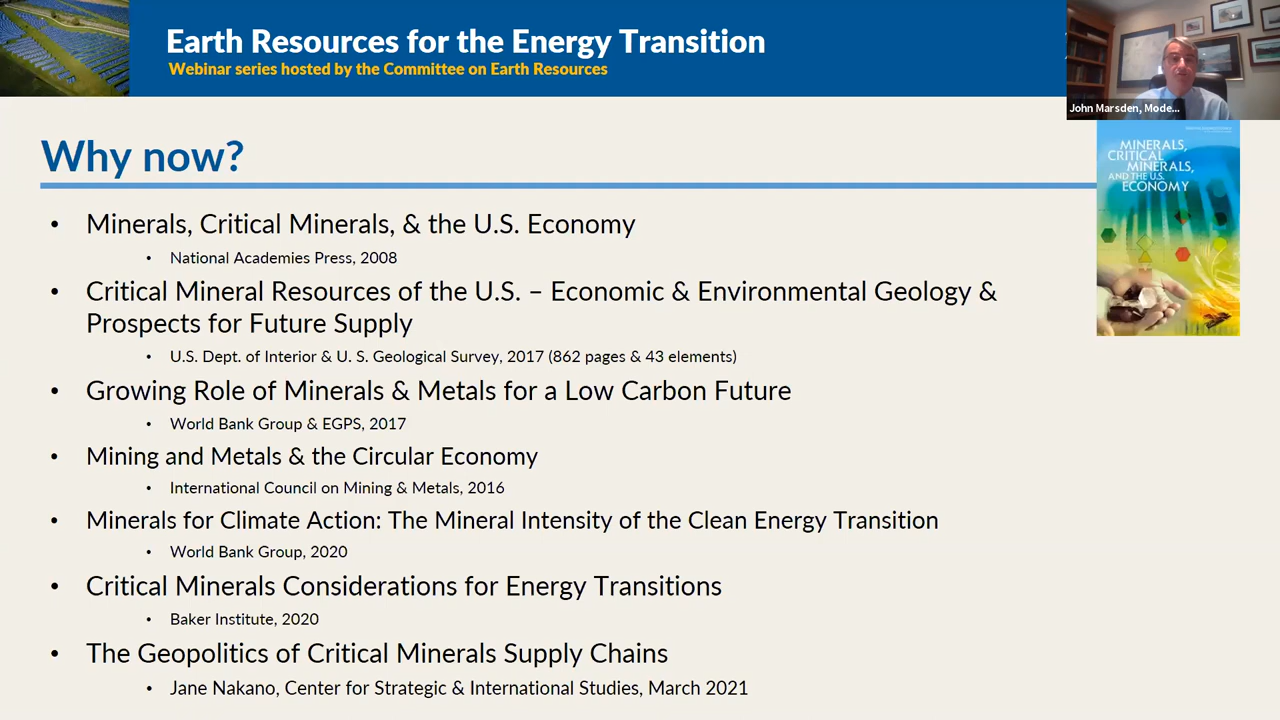 Earth Resources for the Energy Transition
Webinar series hosted by the Committee on Earth Resources
John Marsden, Mode...
Why now?
MINERALS,
CRITICAL
MINERALS,
AND THE U.S.
ECONOMY
• Minerals, Critical Minerals, & the U.S. Economy
• National Academies Press, 2008
• Critical Mineral Resources of the U.S. – Economic & Environmental Geology &
Prospects for Future Supply
• U.S. Dept. of Interior & U. S. Geological Survey, 2017 (862 pages & 43 elements)
• Growing Role of Minerals & Metals for a Low Carbon Future
• World Bank Group & EGPS, 2017
• Mining and Metals & the Circular Economy
• International Council on Mining & Metals, 2016
• Minerals for Climate Action: The Mineral Intensity of the Clean Energy Transition
• World Bank Group, 2020
• Critical Minerals Considerations for Energy Transitions
• Baker Institute, 2020
• The Geopolitics of Critical Minerals Supply Chains
• Jane Nakano, Center for Strategic & International Studies, March 2021